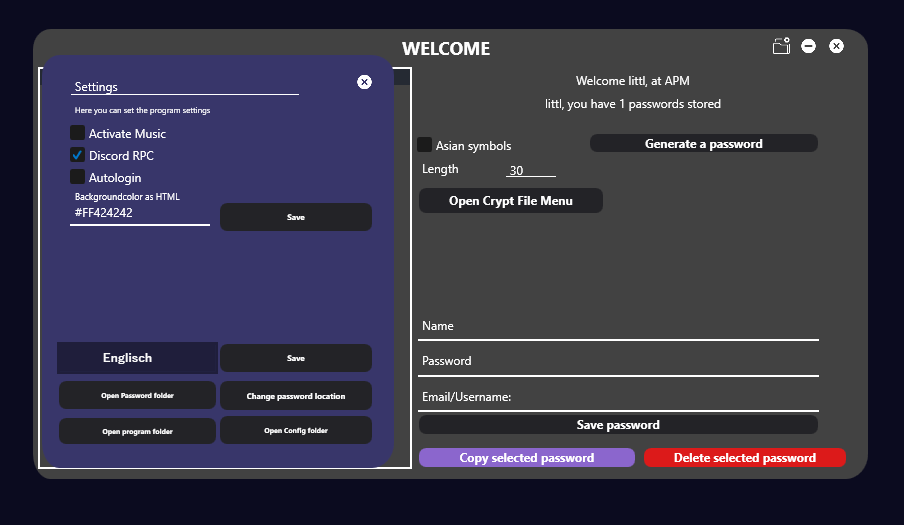 WELCOME
Settings
Here you can set the program settings
Activate Music
Discord RPC
Autologin
Backgroundcolor as HTML
#FF424242
Save
Englisch
Save
Open Password folder
Change password location
Open program folder
Open Config folder
Welcome littl, at APM
littl, you have 1 passwords stored
Asian symbols
Generate a password
Length
30
Open Crypt File Menu
Name
Password
Email/Username:
Save password
Copy selected password
Delete selected password